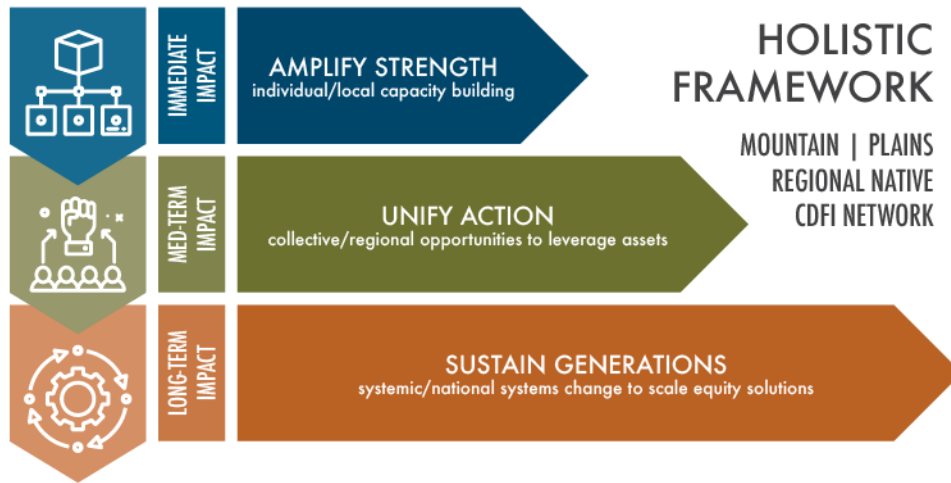 HOLISTIC
FRAMEWORK
MOUNTAIN | PLAINS
REGIONAL NATIVE
CDFI NETWORK
IMMEDIATE
IMPACT
AMPLIFY STRENGTH
individual/local capacity building
MED-TERM
IMPACT
UNIFY ACTION
collective/regional opportunities to leverage assets
LONG-TERM
IMPACT
SUSTAIN GENERATIONS
systemic/national systems change to scale equity solutions